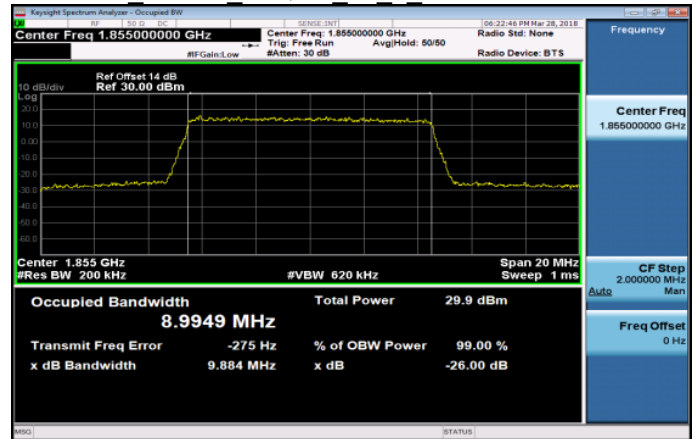 Keysight Spectrum Analyzer - Occupied BW
RF 50 Ω DC SENSE:INT 06:22:46 PM Mar 28, 2018
Center Freq 1.855000000 GHz Center Freq: 1.855000000 GHz Radio Std: None Frequency
Trig: Free Run Avg|Hold: 50/50
#IFGain:Low #Atten: 30 dB Radio Device: BTS
Ref Offset 14 dB
10 dB/div Ref 30.00 dBm
Log
20.0
10.0
0.00
-10.0
-20.0
-30.0
-40.0
-50.0
-60.0
Center Freq
1.855000000 GHz
Center 1.855 GHz Span 20 MHz
#Res BW 200 kHz #VBW 620 kHz Sweep 1 ms
CF Step
2.000000 MHz
Auto Man
Occupied Bandwidth Total Power 29.9 dBm
8.9949 MHz
Transmit Freq Error -275 Hz % of OBW Power 99.00 %
x dB Bandwidth 9.884 MHz x dB -26.00 dB
Freq Offset
0 Hz
MSG STATUS